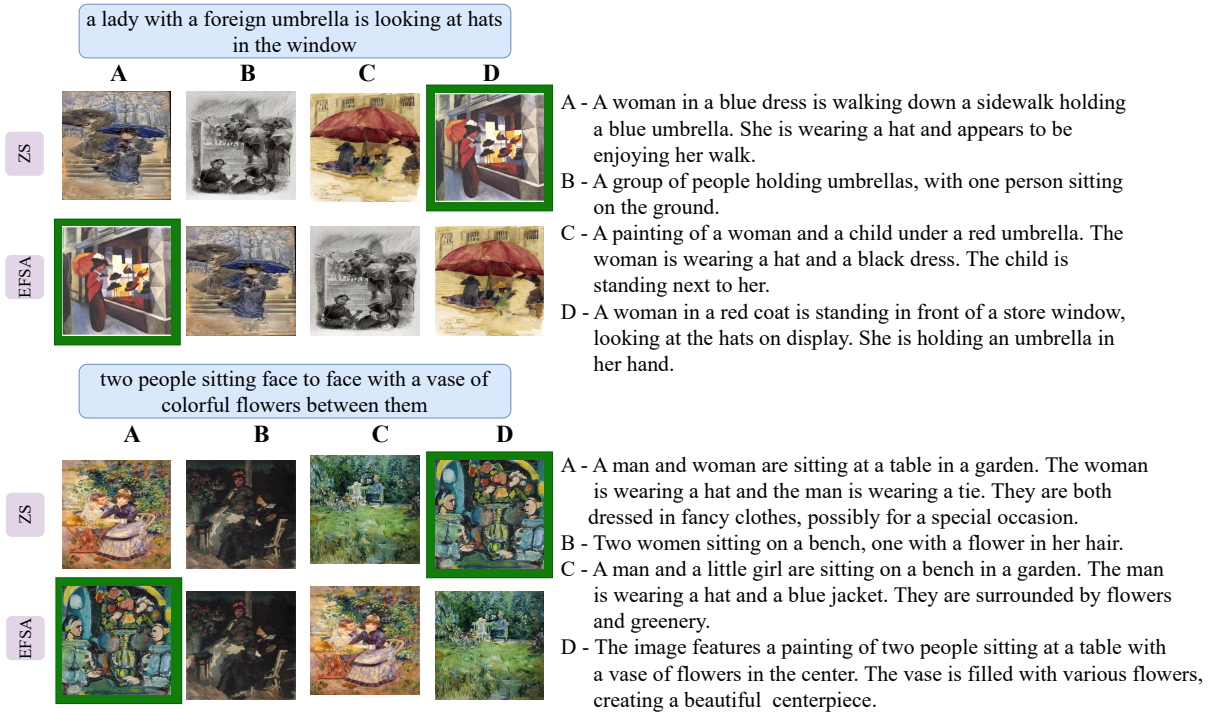 a lady with a foreign umbrella is looking at hats
in the window
A B C D
ZS
EFSA
A - A woman in a blue dress is walking down a sidewalk holding
a blue umbrella. She is wearing a hat and appears to be
enjoying her walk.
B - A group of people holding umbrellas, with one person sitting
on the ground.
C - A painting of a woman and a child under a red umbrella. The
woman is wearing a hat and a black dress. The child is
standing next to her.
D - A woman in a red coat is standing in front of a store window,
looking at the hats on display. She is holding an umbrella in
her hand.
two people sitting face to face with a vase of
colorful flowers between them
A B C D
ZS
EFSA
A - A man and woman are sitting at a table in a garden. The woman
is wearing a hat and the man is wearing a tie. They are both
dressed in fancy clothes, possibly for a special occasion.
B - Two women sitting on a bench, one with a flower in her hair.
C - A man and a little girl are sitting on a bench in a garden. The man
is wearing a hat and a blue jacket. They are surrounded by flowers
and greenery.
D - The image features a painting of two people sitting at a table with
a vase of flowers in the center. The vase is filled with various flowers,
creating a beautiful centerpiece.